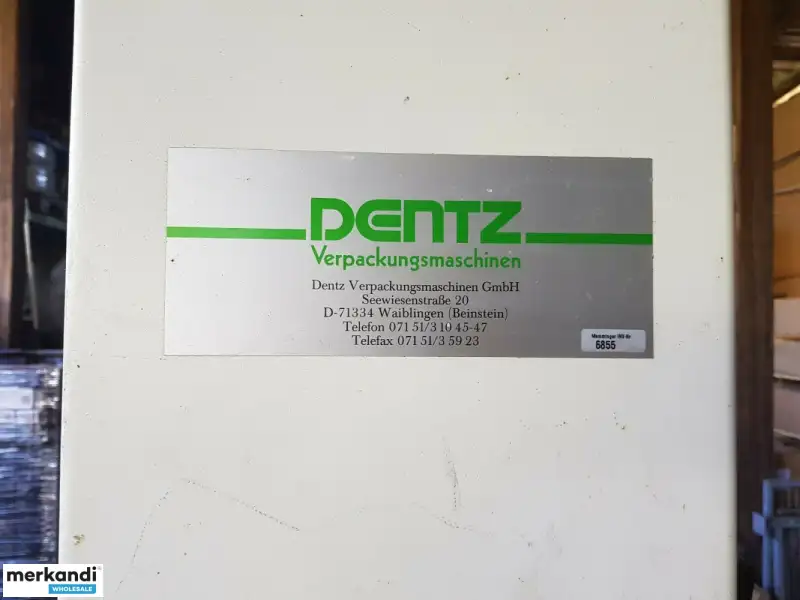 DENTZ
Verpackungsmaschinen
Dentz Verpackungsmaschinen GmbH
Seewiesenstraße 20
D-71334 Waiblingen (Beinstein)
Telefon 071 51/3 10 45-47
Telefax 071 51/3 59 23
6855
merkandi
WHOLESALE